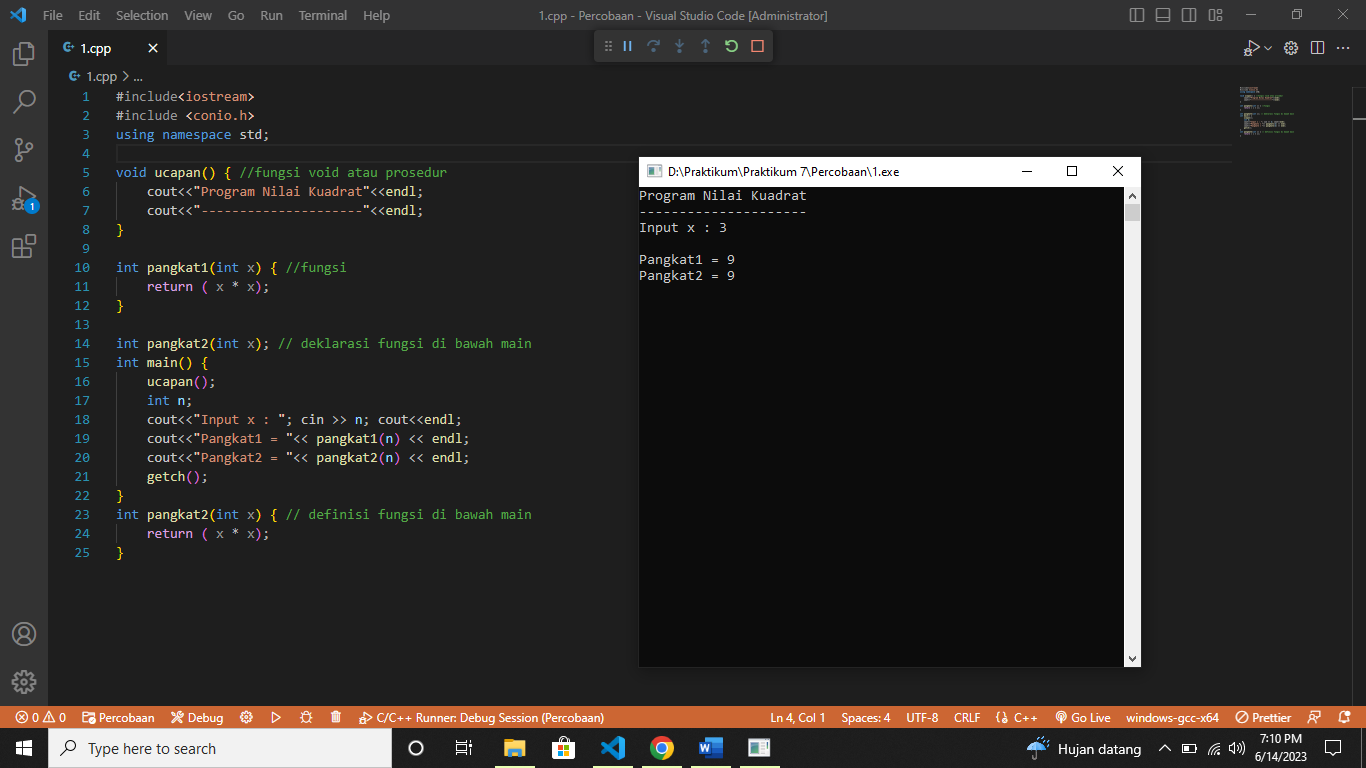 File Edit Selection View Go Run Terminal Help 1.cpp - Percobaan - Visual Studio Code [Administrator]
1.cpp
1.cpp > ...
1 #include<iostream>
2 #include <conio.h>
3 using namespace std;
4
5 void ucapan() { //fungsi void atau prosedur
6     cout<<"Program Nilai Kuadrat"<<endl;
7     cout<<"---------------------"<<endl;
8 }
9
10 int pangkat1(int x) { //fungsi
11     return ( x * x);
12 }
13
14 int pangkat2(int x); // deklarasi fungsi di bawah main
15 int main() {
16     ucapan();
17     int n;
18     cout<<"Input x : "; cin >> n; cout<<endl;
19     cout<<"Pangkat1 = "<< pangkat1(n) << endl;
20     cout<<"Pangkat2 = "<< pangkat2(n) << endl;
21     getch();
22 }
23 int pangkat2(int x) { // definisi fungsi di bawah main
24     return ( x * x);
25 }
D:\Praktikum\Praktikum 7\Percobaan\1.exe
Program Nilai Kuadrat
---------------------
Input x : 3
Pangkat1 = 9
Pangkat2 = 9
1
0 0 Percobaan Debug C/C++ Runner: Debug Session (Percobaan) Ln 4, Col 1 Spaces: 4 UTF-8 CRLF C++ Go Live windows-gcc-x64 Prettier
Type here to search
Hujan datang
7:10 PM
6/14/2023